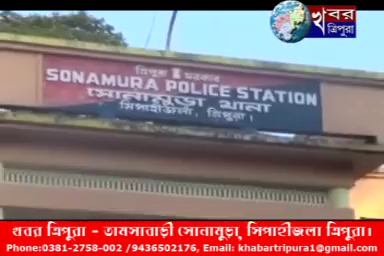 খবর
ত্রিপুরা
ত্রিপুরা সরকার
SONAMURA POLICE STATION
সোনামুড়া থানা
সিপাহীজলা, ত্রিপুরা।
খবর ত্রিপুরা - তামসাবাড়ী সোনামুড়া, সিপাহীজলা ত্রিপুরা।
Phone:0381-2758-002 /9436502176, Email: khabartripura1@gmail.com